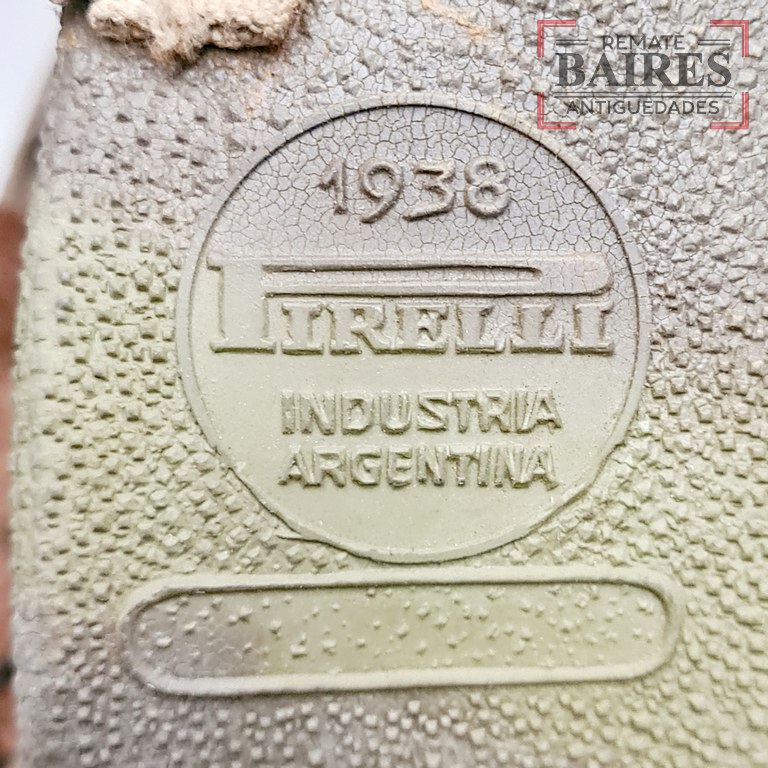 REMATE
BAIRES
ANTIGUEDADES
1938
PIRELLI
INDUSTRIA
ARGENTINA